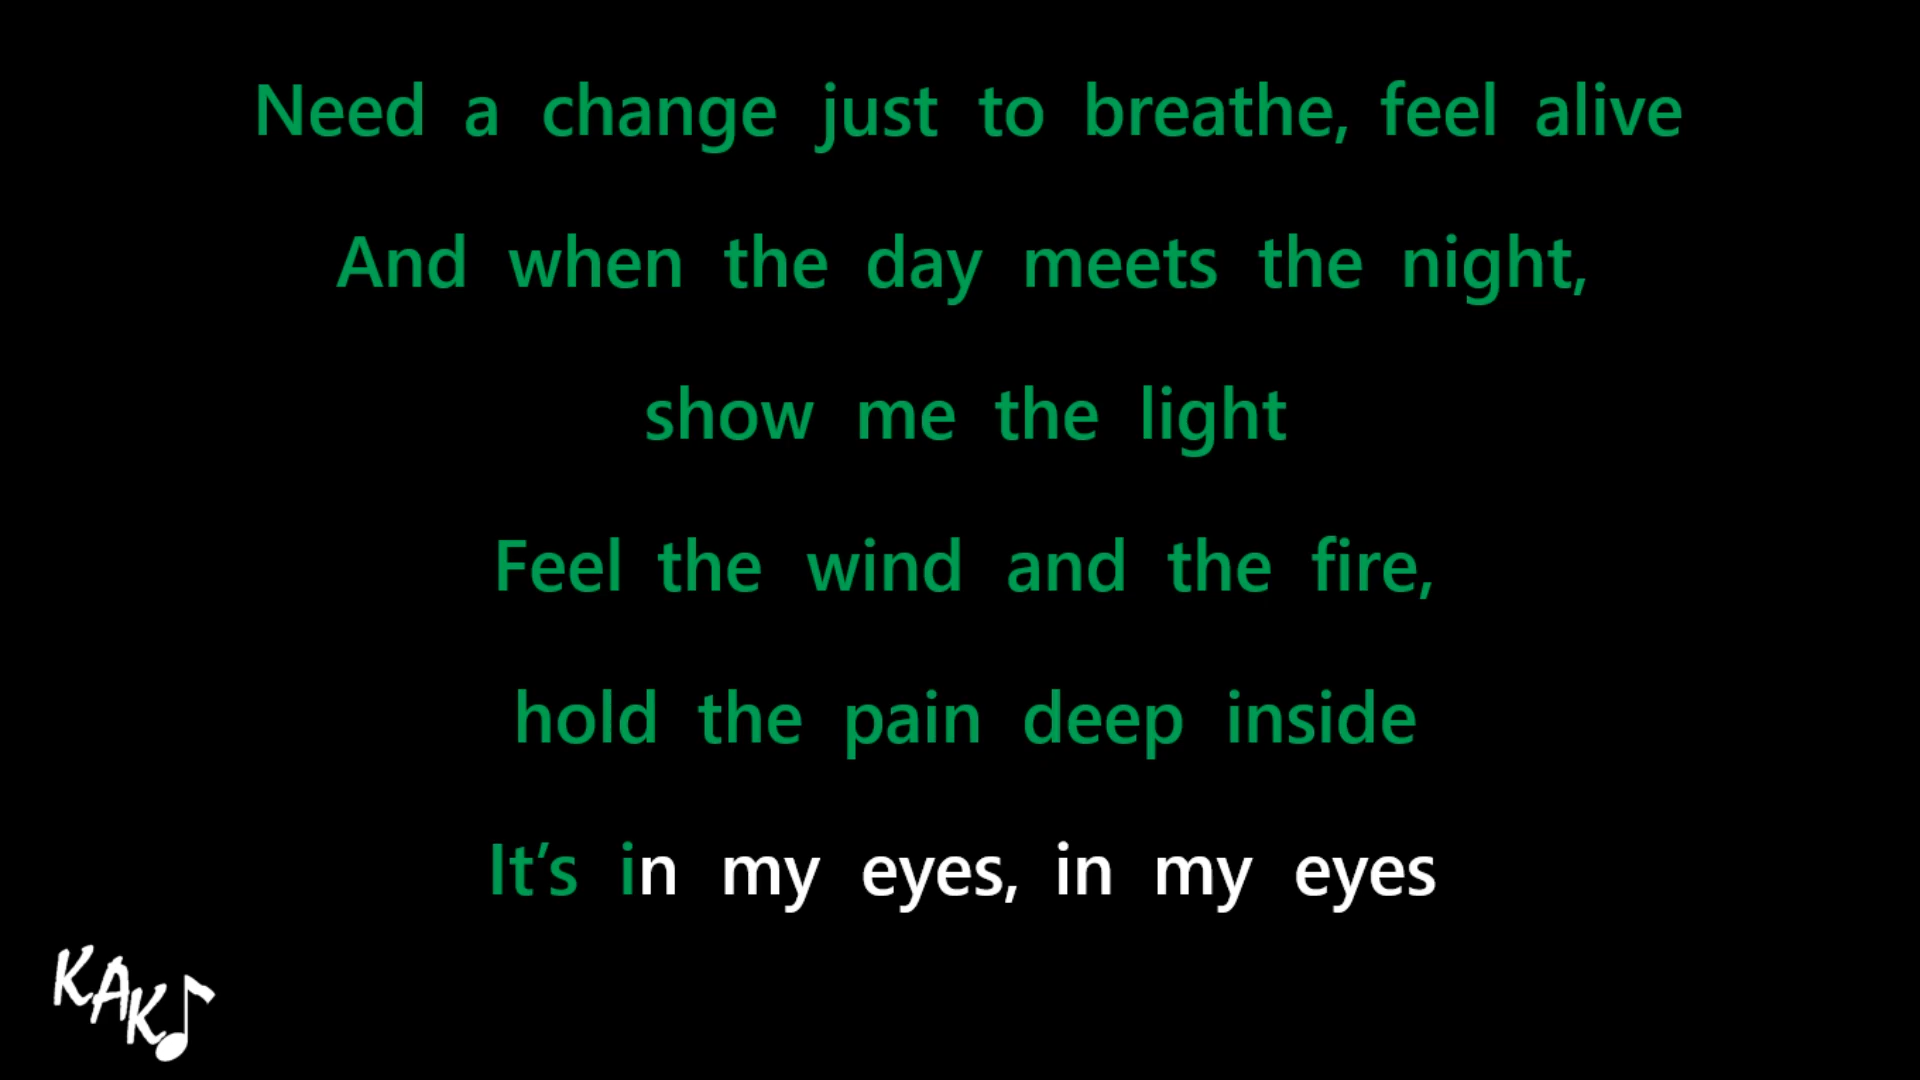 Need a change just to breathe, feel alive
And when the day meets the night,
show me the light
Feel the wind and the fire,
hold the pain deep inside
It’s in my eyes, in my eyes
KAK